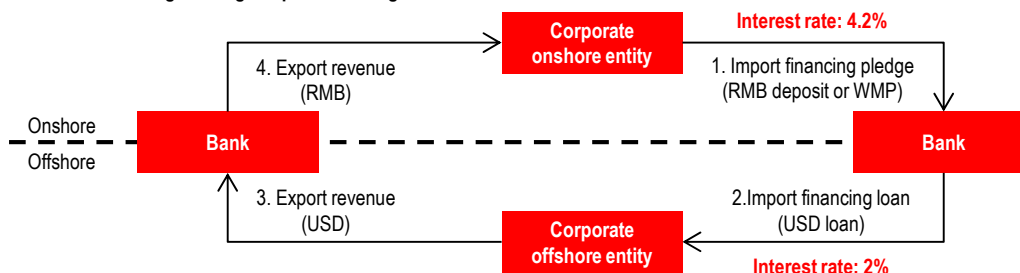 Interest rate: 4.2%
Corporate
onshore entity
4. Export revenue
(RMB)
1. Import financing pledge
(RMB deposit or WMP)
Onshore
Bank
Bank
Offshore
3. Export revenue
(USD)
2.Import financing loan
(USD loan)
Corporate
offshore entity
Interest rate: 2%